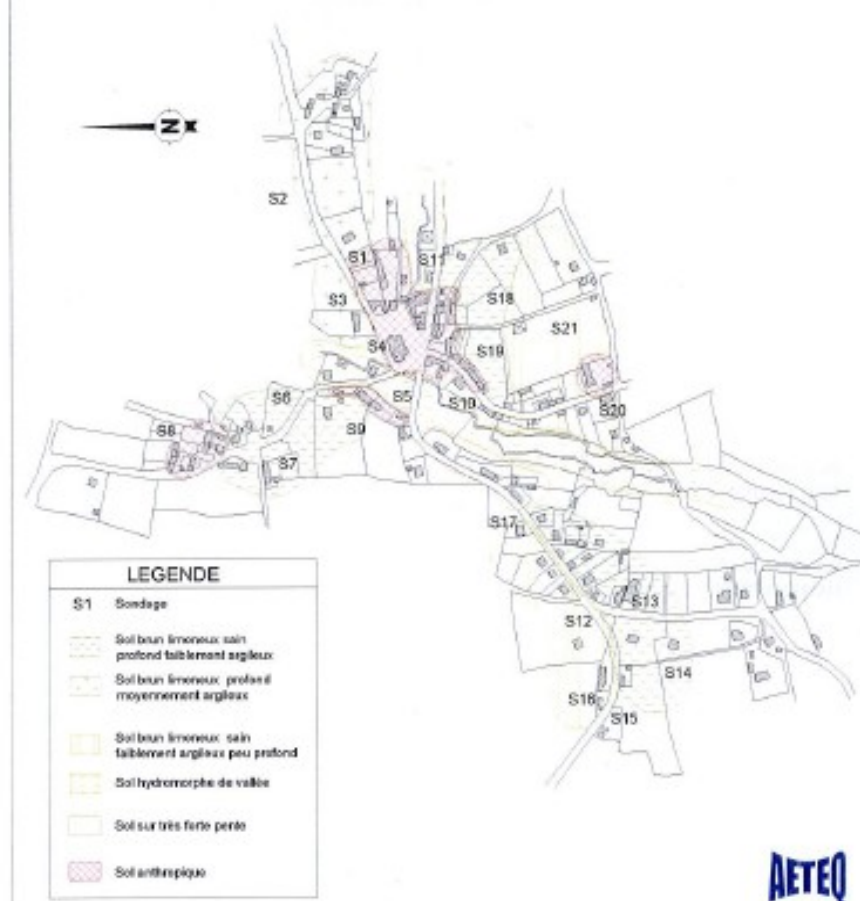 N
S2
S1
S11
S3
S18
S21
S4
S19
S6
S5
S10
S20
S8
S9
S7
S17
S13
S12
S14
S16
S15
LEGENDE
S1 Sondage
Sol brun limoneux sain
profond faiblement argileux
Sol brun limoneux profond
moyennement argileux
Sol brun limoneux sain
faiblement argileux peu profond
Sol hydromorphe de vallée
Sol sur très forte pente
Sol anthropique
AETEQ